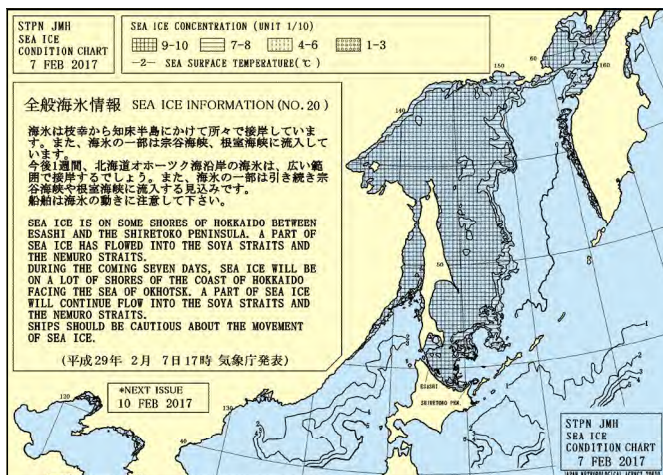 STPN JMH
SEA ICE
CONDITION CHART
7 FEB 2017
SEA ICE CONCENTRATION (UNIT 1/10)
9-10 7-8 4-6 1-3
—2— SEA SURFACE TEMPERATURE(℃)
全般海氷情報 SEA ICE INFORMATION (NO.20)
海氷は枝幸から知床半島にかけて所々で接岸していま
す。また、海氷の一部は宗谷海峡、根室海峡に流入して
います。
今後1週間、北海道オホーツク海沿岸の海氷は、広い範
囲で接岸するでしょう。また、海氷の一部は引き続き宗
谷海峡や根室海峡に流入する見込みです。
船舶は海氷の動きに注意して下さい。
SEA ICE IS ON SOME SHORES OF HOKKAIDO BETWEEN
ESASHI AND THE SHIRETOKO PENINSULA. A PART OF
SEA ICE HAS FLOWED INTO THE SOYA STRAITS AND
THE NEMURO STRAITS.
DURING THE COMING SEVEN DAYS, SEA ICE WILL BE
ON A LOT OF SHORES OF THE COAST OF HOKKAIDO
FACING THE SEA OF OKHOTSK. A PART OF SEA ICE
WILL CONTINUE FLOW INTO THE SOYA STRAITS AND
THE NEMURO STRAITS.
SHIPS SHOULD BE CAUTIOUS ABOUT THE MOVEMENT
OF SEA ICE.
(平成29年 2月 7日17時 気象庁発表)
*NEXT ISSUE
10 FEB 2017
140
150
60
160
50
120
130
40
ESASHI
SHIRETOKO PEN.
STPN JMH
SEA ICE
CONDITION CHART
7 FEB 2017
JAPAN METEOROLOGICAL AGENCY TOKYO